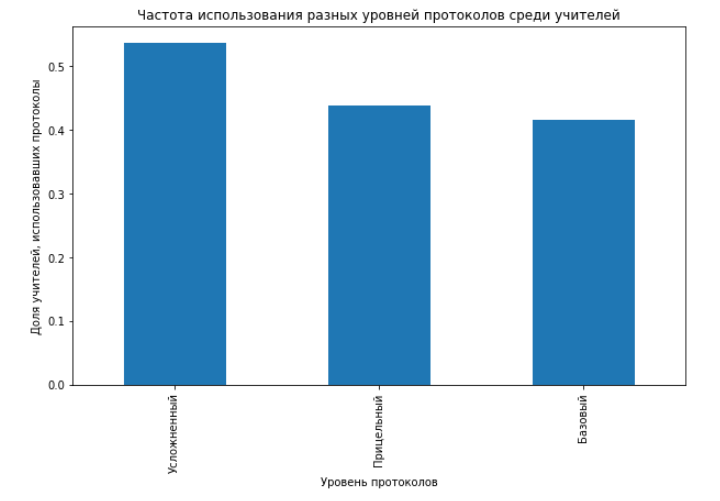 Частота использования разных уровней протоколов среди учителей
Доля учителей, использовавших протоколы
0.5
0.4
0.3
0.2
0.1
0.0
Усложненный
Прицельный
Базовый
Уровень протоколов